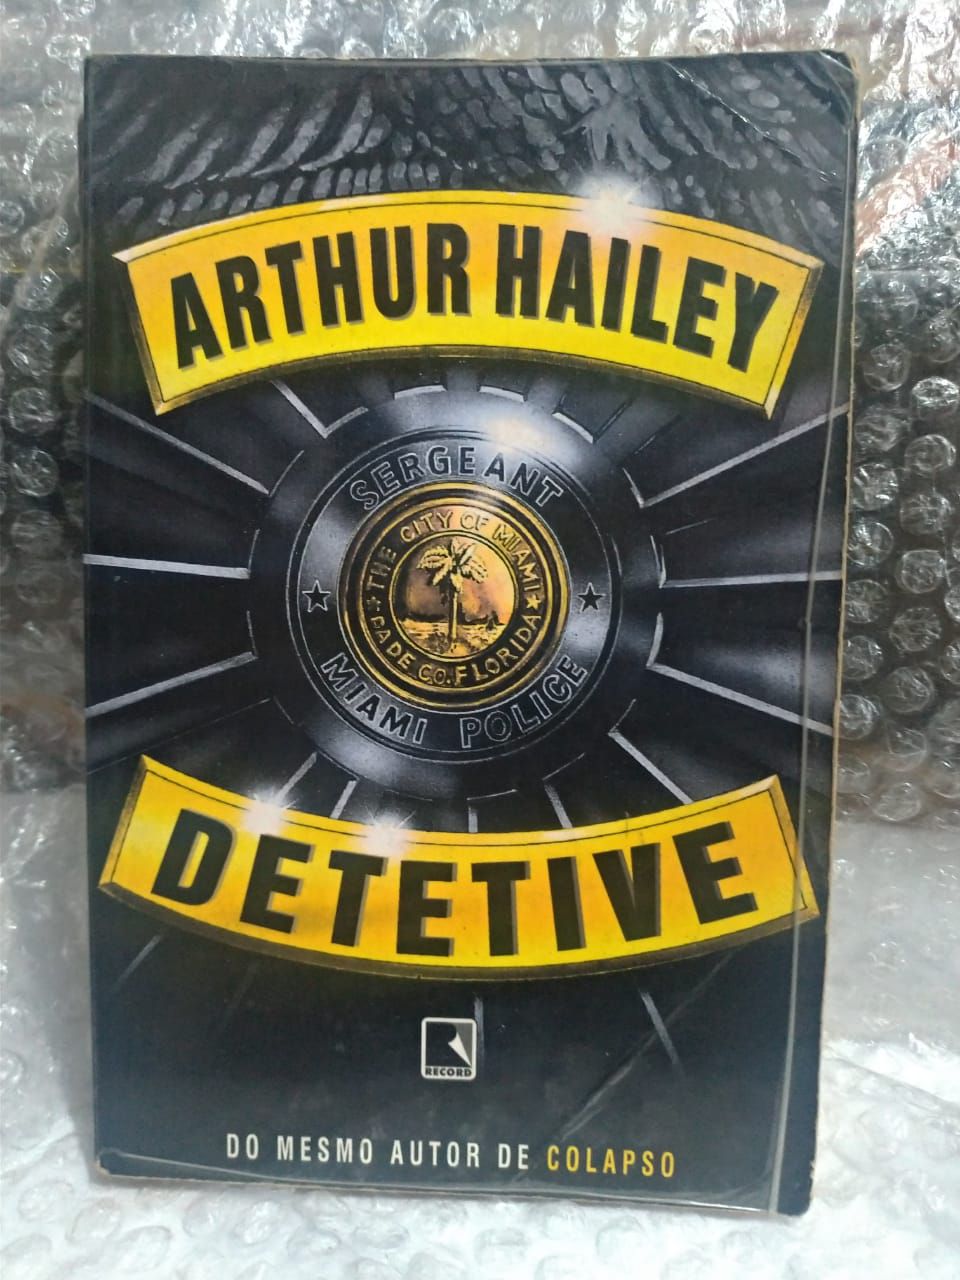 ARTHUR HAILEY
SERGEANT
THE CITY OF MIAMI
DADE CO. FLORIDA
MIAMI POLICE
DETETIVE
RECORD
DO MESMO AUTOR DE COLAPSO